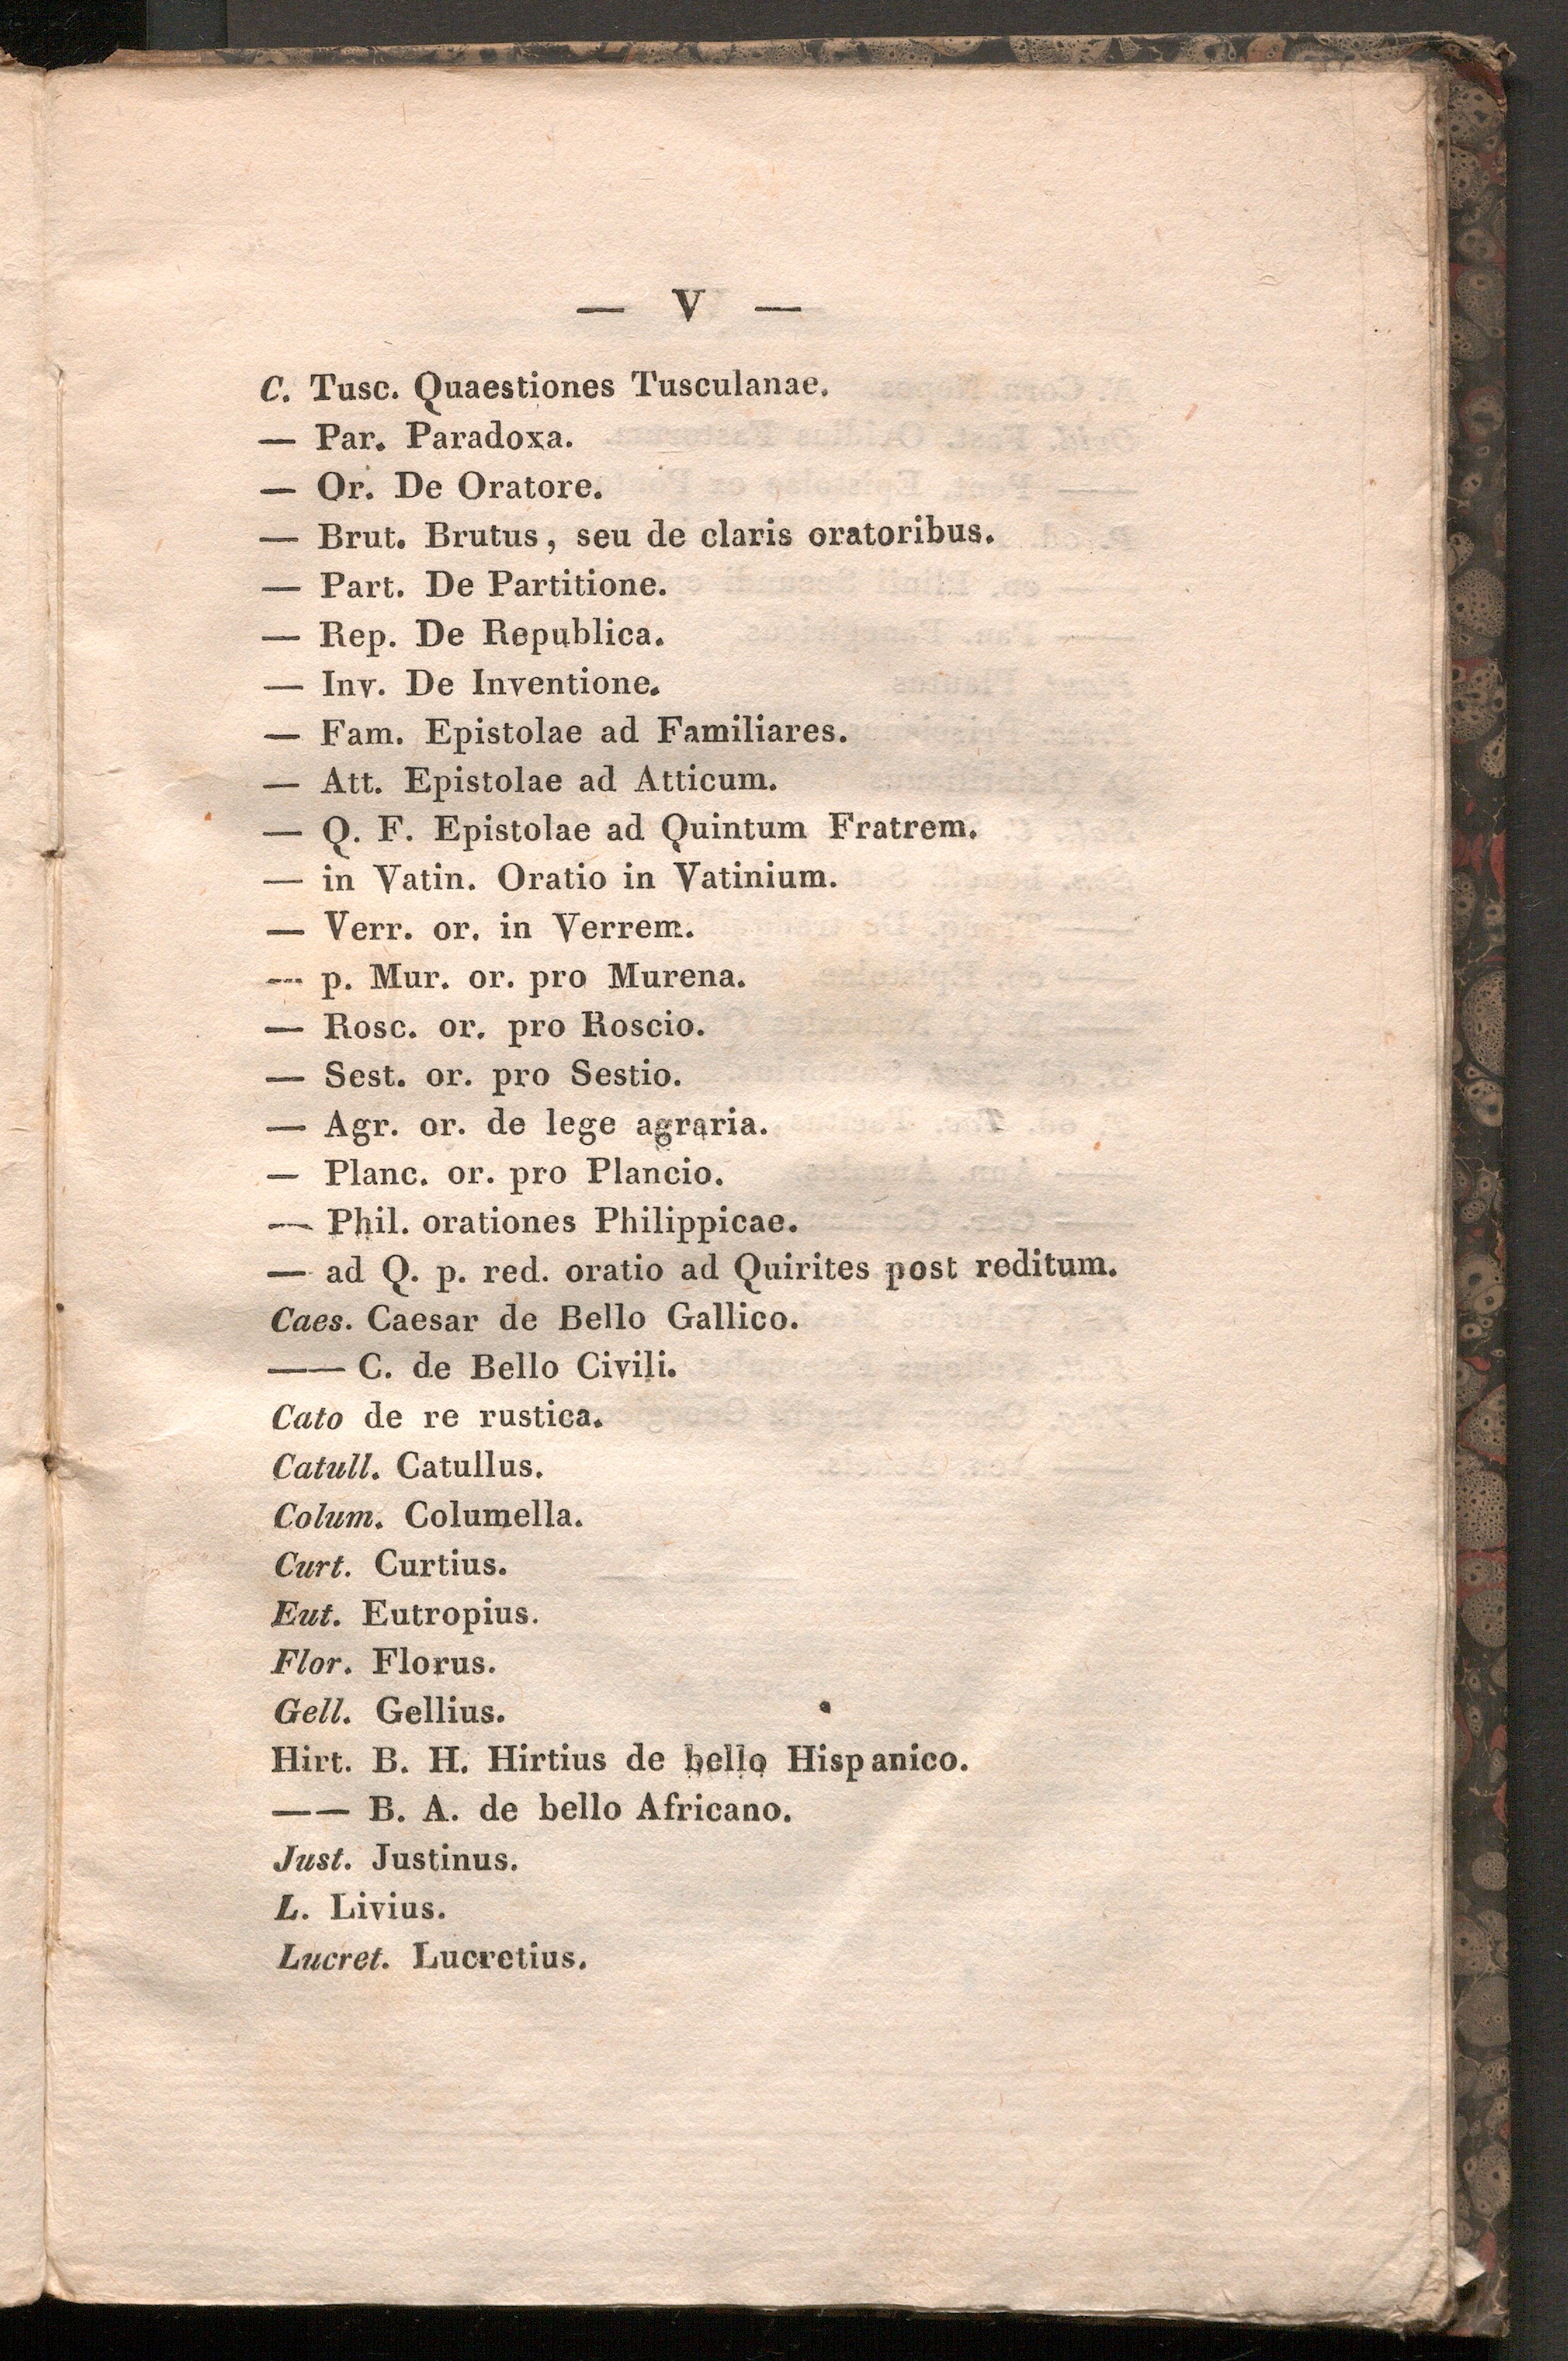 — V —
C. Tusc. Quaestiones Tusculanae.
— Par. Paradoxa.
— Or. De Oratore.
— Brut. Brutus, seu de claris oratoribus.
— Part. De Partitione.
— Rep. De Republica.
— Inv. De Inventione.
— Fam. Epistolae ad Familiares.
— Att. Epistolae ad Atticum.
— Q. F. Epistolae ad Quintum Fratrem.
— in Vatin. Oratio in Vatinium.
— Verr. or. in Verrem.
— p. Mur. or. pro Murena.
— Rosc. or. pro Roscio.
— Sest. or. pro Sestio.
— Agr. or. de lege agraria.
— Planc. or. pro Plancio.
— Phil. orationes Philippicae.
— ad Q. p. red. oratio ad Quirites post reditum.
Caes. Caesar de Bello Gallico.
—— C. de Bello Civili.
Cato de re rustica.
Catull. Catullus.
Colum. Columella.
Curt. Curtius.
Eut. Eutropius.
Flor. Florus.
Gell. Gellius.
Hirt. B. H. Hirtius de bello Hispanico.
—— B. A. de bello Africano.
Just. Justinus.
L. Livius.
Lucret. Lucretius.